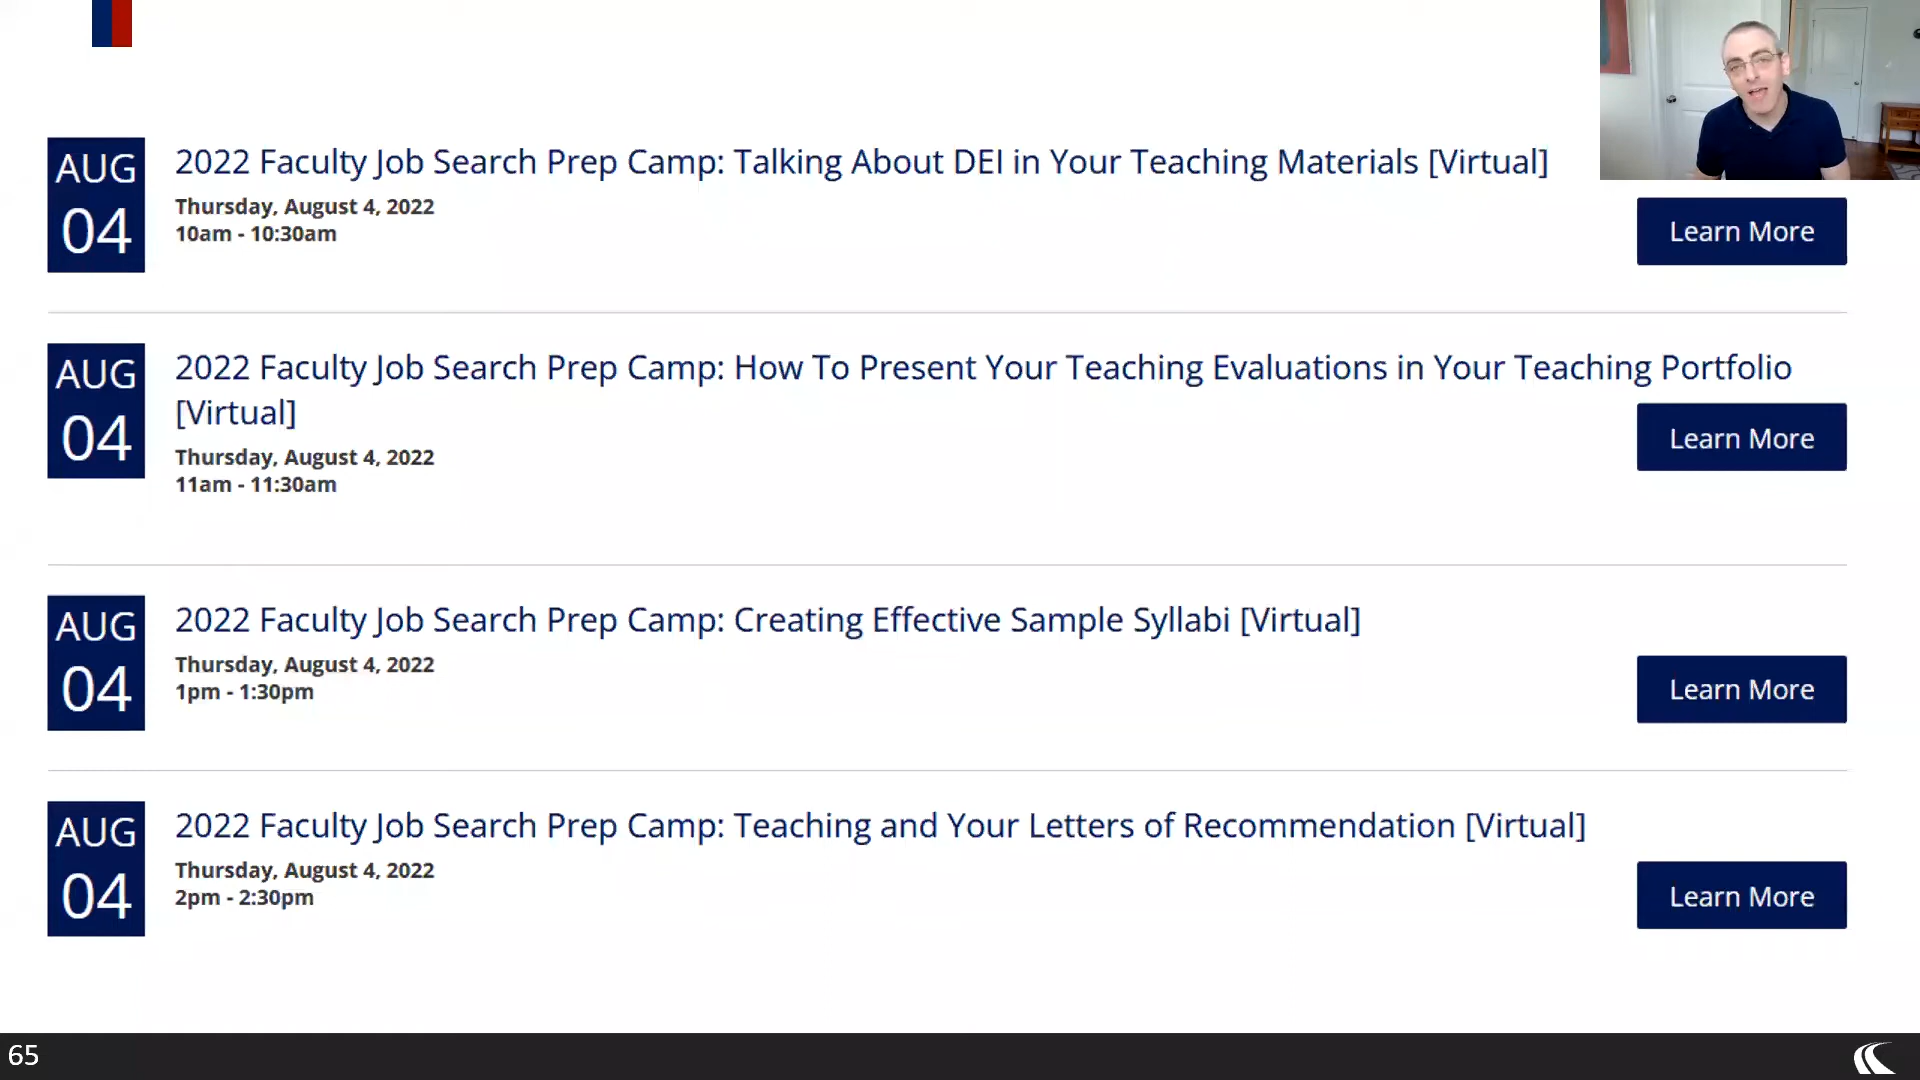 AUG
04
2022 Faculty Job Search Prep Camp: Talking About DEI in Your Teaching Materials [Virtual]
Thursday, August 4, 2022
10am - 10:30am
Learn More
AUG
04
2022 Faculty Job Search Prep Camp: How To Present Your Teaching Evaluations in Your Teaching Portfolio
[Virtual]
Thursday, August 4, 2022
11am - 11:30am
Learn More
AUG
04
2022 Faculty Job Search Prep Camp: Creating Effective Sample Syllabi [Virtual]
Thursday, August 4, 2022
1pm - 1:30pm
Learn More
AUG
04
2022 Faculty Job Search Prep Camp: Teaching and Your Letters of Recommendation [Virtual]
Thursday, August 4, 2022
2pm - 2:30pm
Learn More
65